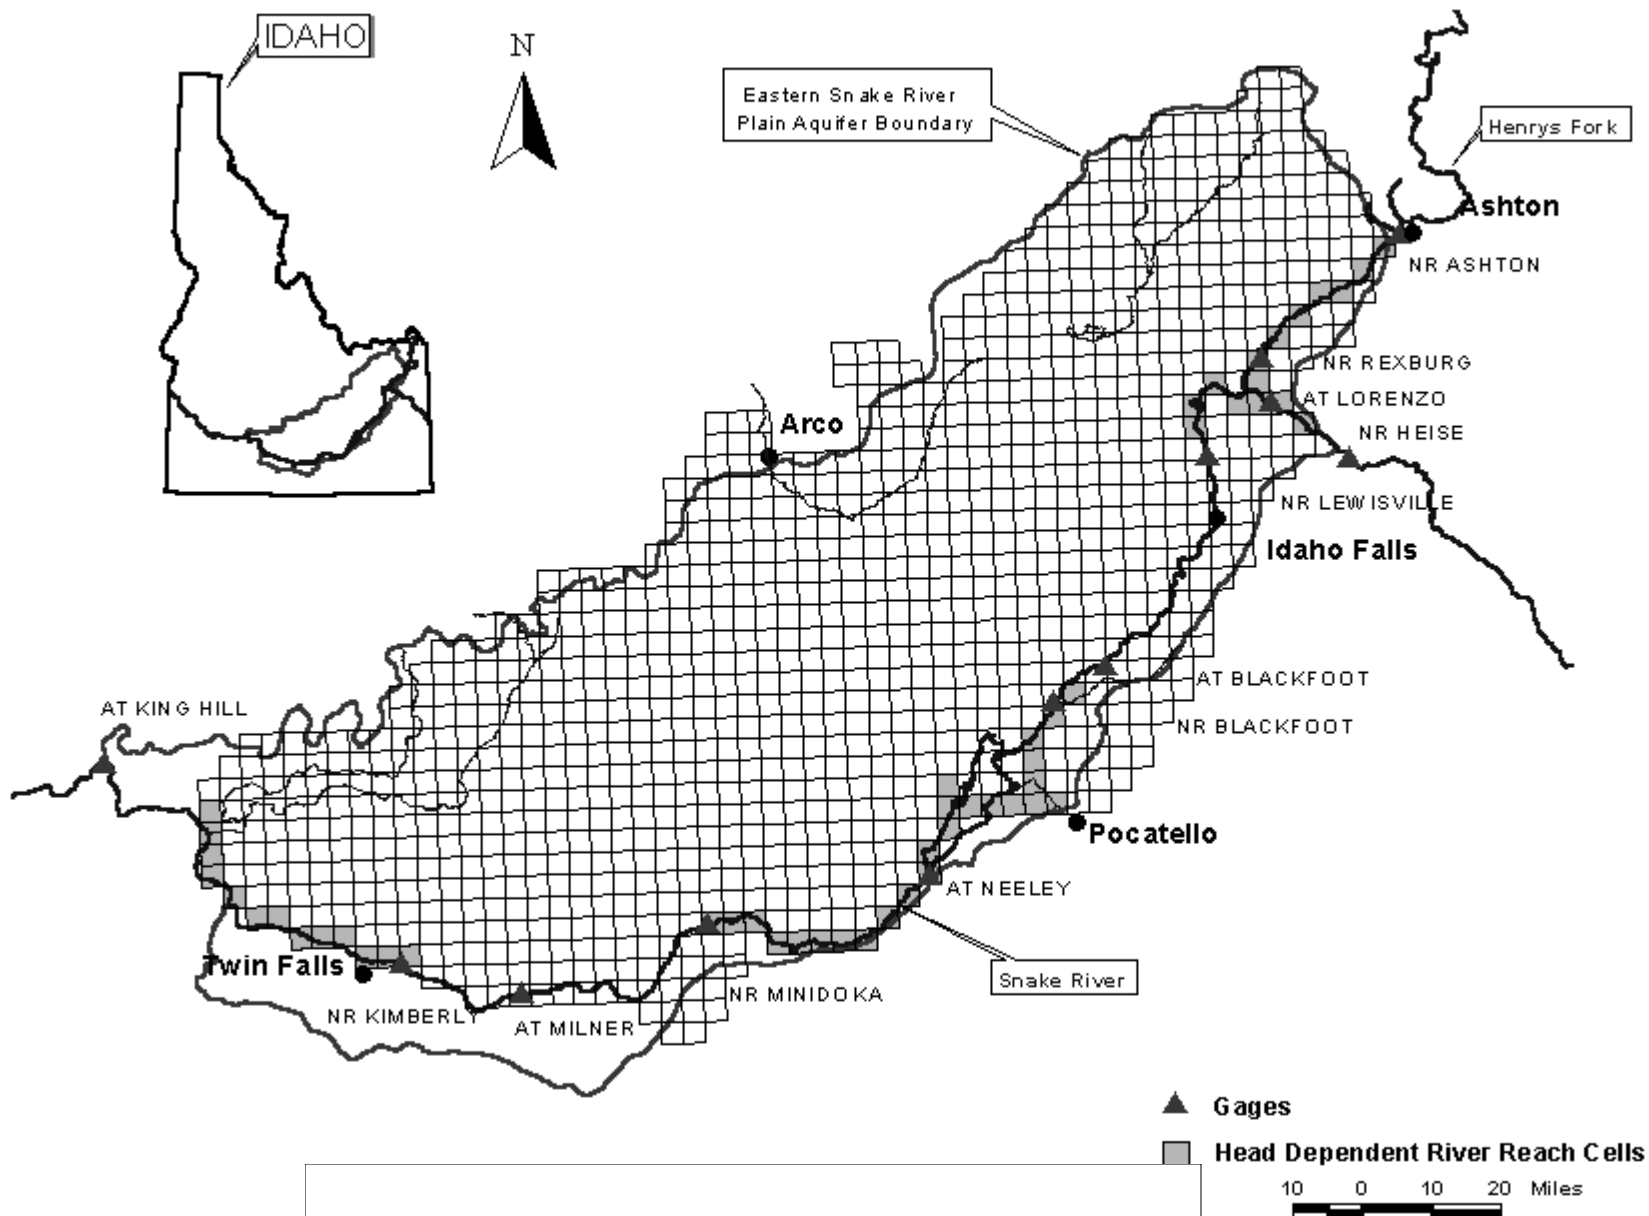 IDAHO
N
Eastern Snake River
Plain Aquifer Boundary
Henrys Fork
Ashton
NR ASHTON
NR REXBURG
AT LORENZO
Arco
NR HEISE
NR LEWISVILLE
Idaho Falls
AT BLACKFOOT
AT KING HILL
NR BLACKFOOT
Pocatello
AT NEELEY
Twin Falls
Snake River
NR MINIDOKA
NR KIMBERLY
AT MILNER
Gages
Head Dependent River Reach Cells
10 0 10 20 Miles